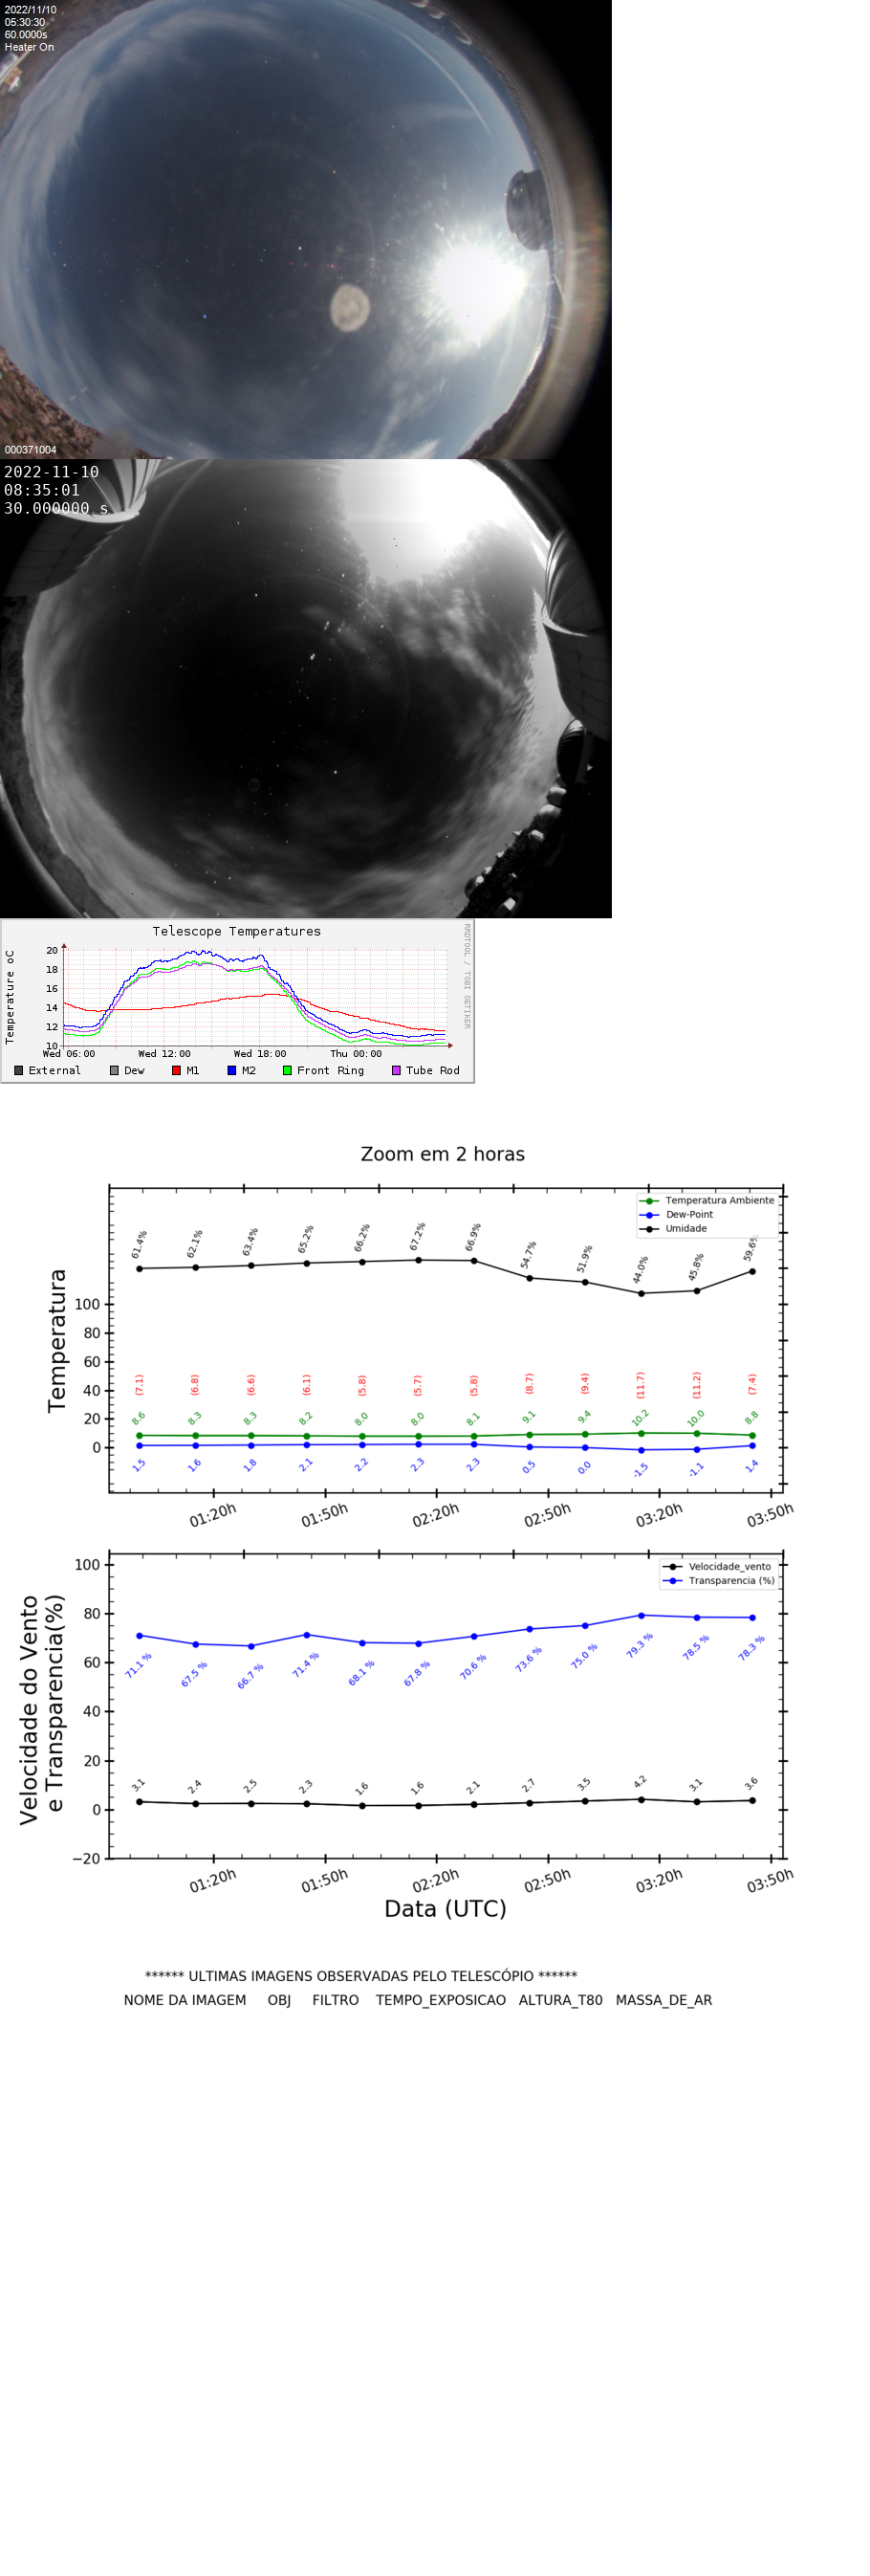 2022/11/10
05:30:30
60.0000s
Heater On
000371004
2022-11-10
08:35:01
30.000000 s
Telescope Temperatures
RRDTOOL / TOBI OETIKER
Temperature oC
20
18
16
14
12
10
Wed 06:00 Wed 12:00 Wed 18:00 Thu 00:00
External Dew M1 M2 Front Ring Tube Rod
Zoom em 2 horas
Temperatura Ambiente
Dew-Point
Umidade
61.4% 62.1% 63.4% 65.2% 66.2% 67.2% 66.9% 54.7% 51.9% 44.0% 45.8% 59.6%
Temperatura
100
80
60
40
20
0
(7.1) (6.8) (6.6) (6.1) (5.8) (5.7) (5.8) (8.7) (9.4) (11.7) (11.2) (7.4)
8.6 8.3 8.3 8.2 8.0 8.0 8.1 9.1 9.4 10.2 10.0 8.8
1.5 1.6 1.8 2.1 2.2 2.3 2.3 0.5 0.0 -1.5 -1.1 1.4
01:20h 01:50h 02:20h 02:50h 03:20h 03:50h
Velocidade_vento
Transparencia (%)
Velocidade do Vento
e Transparencia(%)
100
80
60
40
20
0
−20
71.1 % 67.5 % 66.7 % 71.4 % 68.1 % 67.8 % 70.6 % 73.6 % 75.0 % 79.3 % 78.5 % 78.3 %
3.1 2.4 2.5 2.3 1.6 1.6 2.1 2.7 3.5 4.2 3.1 3.6
01:20h 01:50h 02:20h 02:50h 03:20h 03:50h
Data (UTC)
****** ULTIMAS IMAGENS OBSERVADAS PELO TELESCÓPIO ******
NOME DA IMAGEM OBJ FILTRO TEMPO_EXPOSICAO ALTURA_T80 MASSA_DE_AR